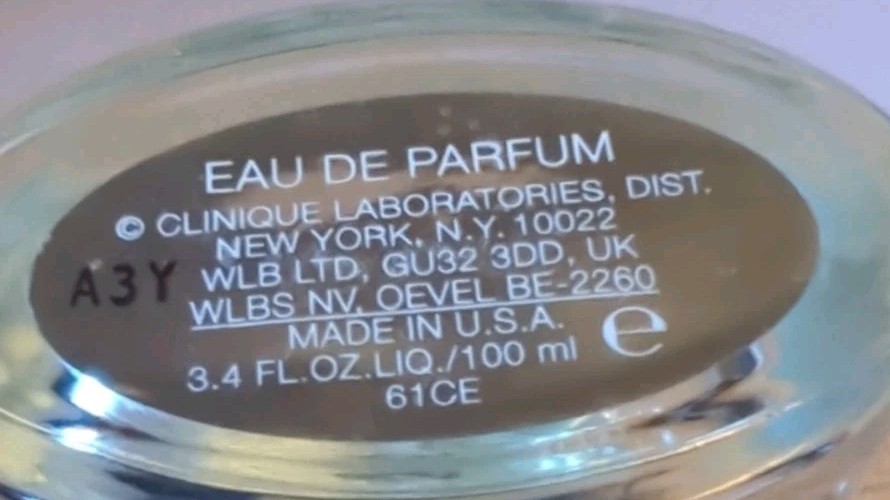 EAU DE PARFUM
© CLINIQUE LABORATORIES, DIST.
NEW YORK, N.Y. 10022
A3Y WLB LTD, GU32 3DD, UK
WLBS NV, OEVEL BE-2260
MADE IN U.S.A.
3.4 FL.OZ.LIQ./100 ml e
61CE